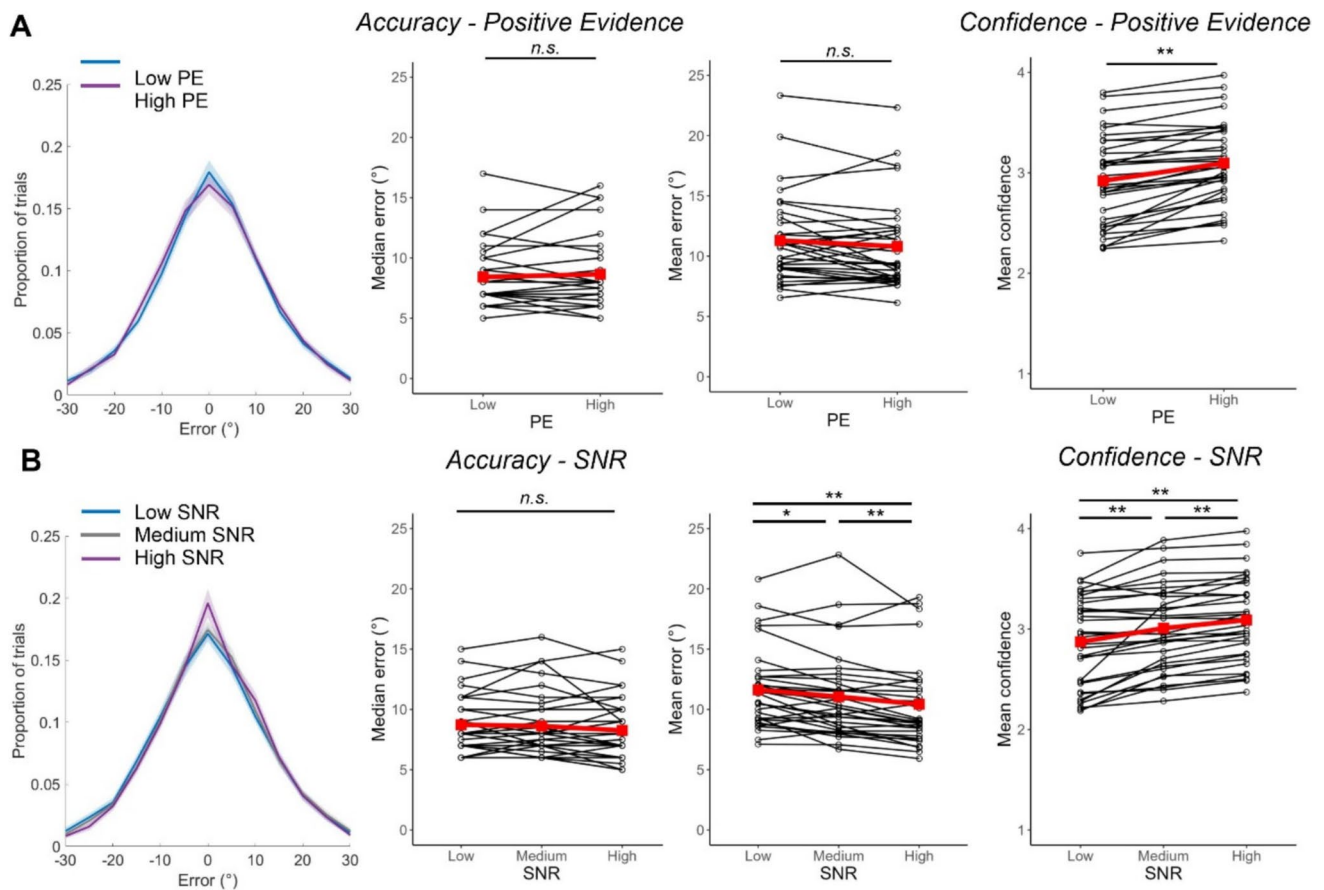 A
Accuracy - Positive Evidence
Confidence - Positive Evidence
Low PE
High PE
0.25
0.2
0.15
0.1
0.05
0
Proportion of trials
-30
-20
-10
0
10
20
30
Error (°)
n.s.
25
20
15
10
5
0
Median error (°)
Low
High
PE
n.s.
25
20
15
10
5
0
Mean error (°)
Low
High
PE
**
4
3
2
1
Mean confidence
Low
High
PE
B
Accuracy - SNR
Confidence - SNR
Low SNR
Medium SNR
High SNR
0.25
0.2
0.15
0.1
0.05
0
Proportion of trials
-30
-20
-10
0
10
20
30
Error (°)
n.s.
25
20
15
10
5
0
Median error (°)
Low
Medium
High
SNR
**
*
**
25
20
15
10
5
0
Mean error (°)
Low
Medium
High
SNR
**
**
**
4
3
2
1
Mean confidence
Low
Medium
High
SNR